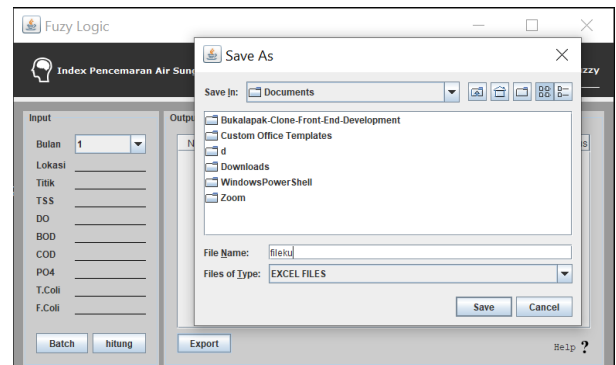 Fuzy Logic
Index Pencemaran Air Sung
zzy
Input
Bulan 1
Lokasi
Titik
TSS
DO
BOD
COD
PO4
T.Coli
F.Coli
Batch hitung
Outpu
N
s
Export
Help ?
Save As
Save In: Documents
Bukalapak-Clone-Front-End-Development
Custom Office Templates
d
Downloads
WindowsPowerShell
Zoom
File Name: fileku
Files of Type: EXCEL FILES
Save Cancel